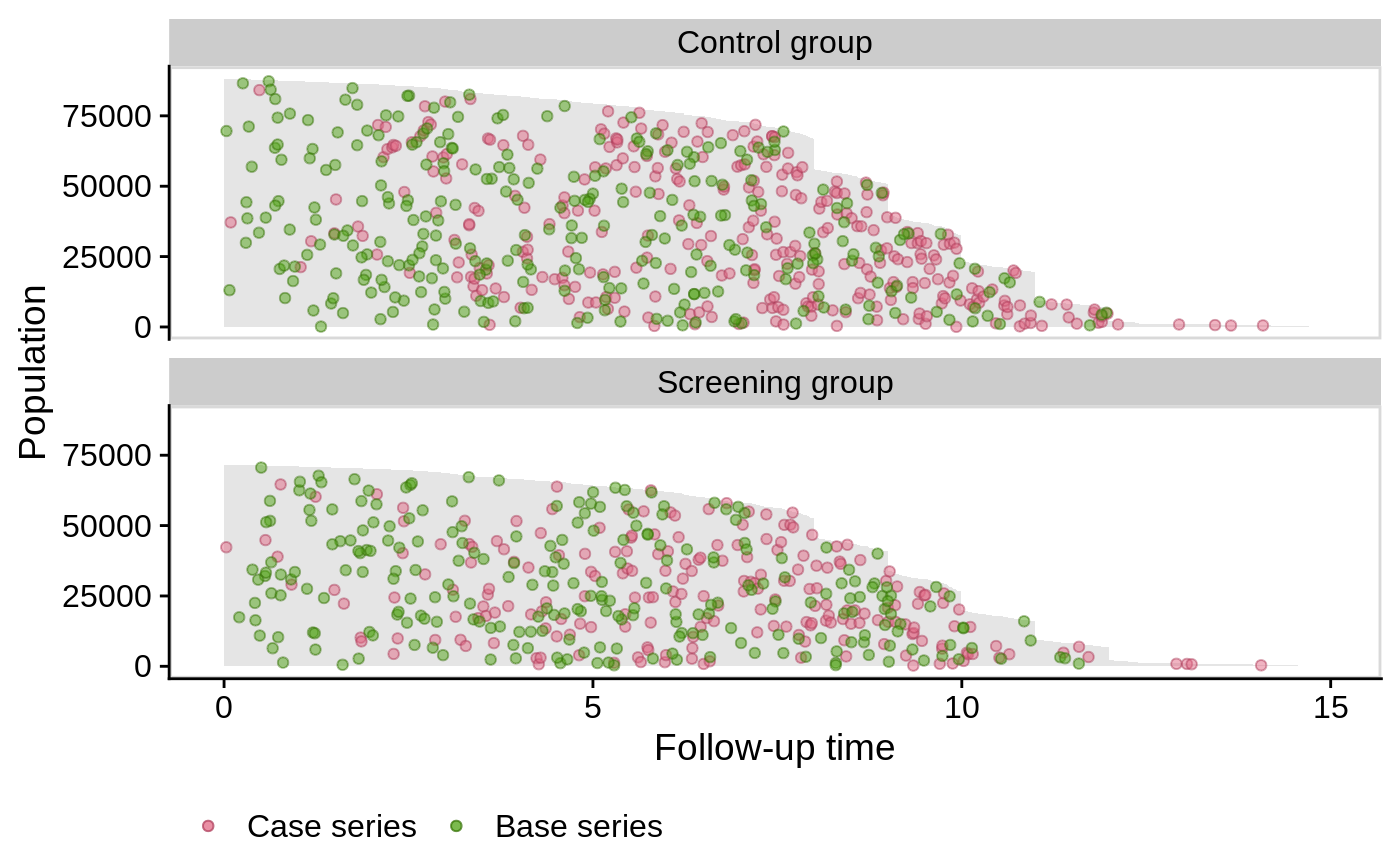 Control group
75000
50000
25000
0
Population
Screening group
75000
50000
25000
0
0 5 10 15
Follow-up time
Case series Base series